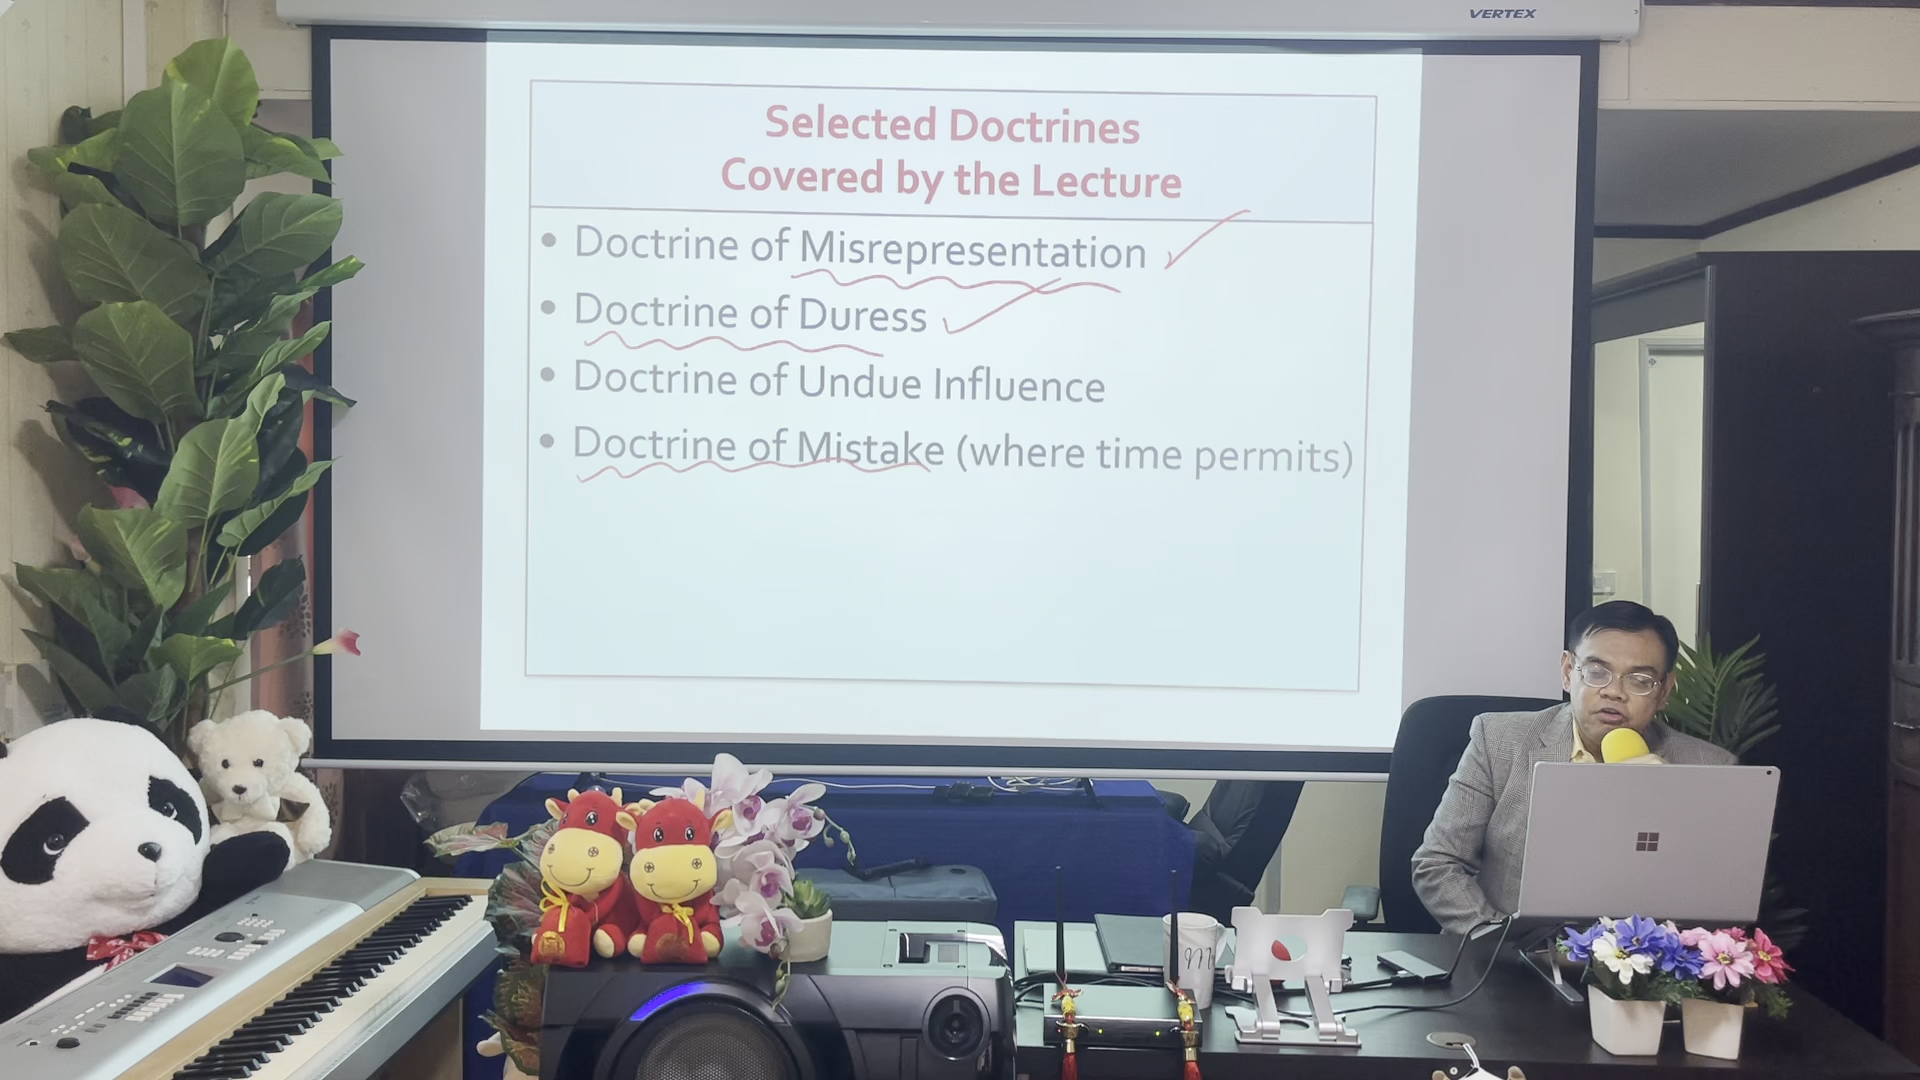 VERTEX
Selected Doctrines
Covered by the Lecture
• Doctrine of Misrepresentation
• Doctrine of Duress
• Doctrine of Undue Influence
• Doctrine of Mistake (where time permits)